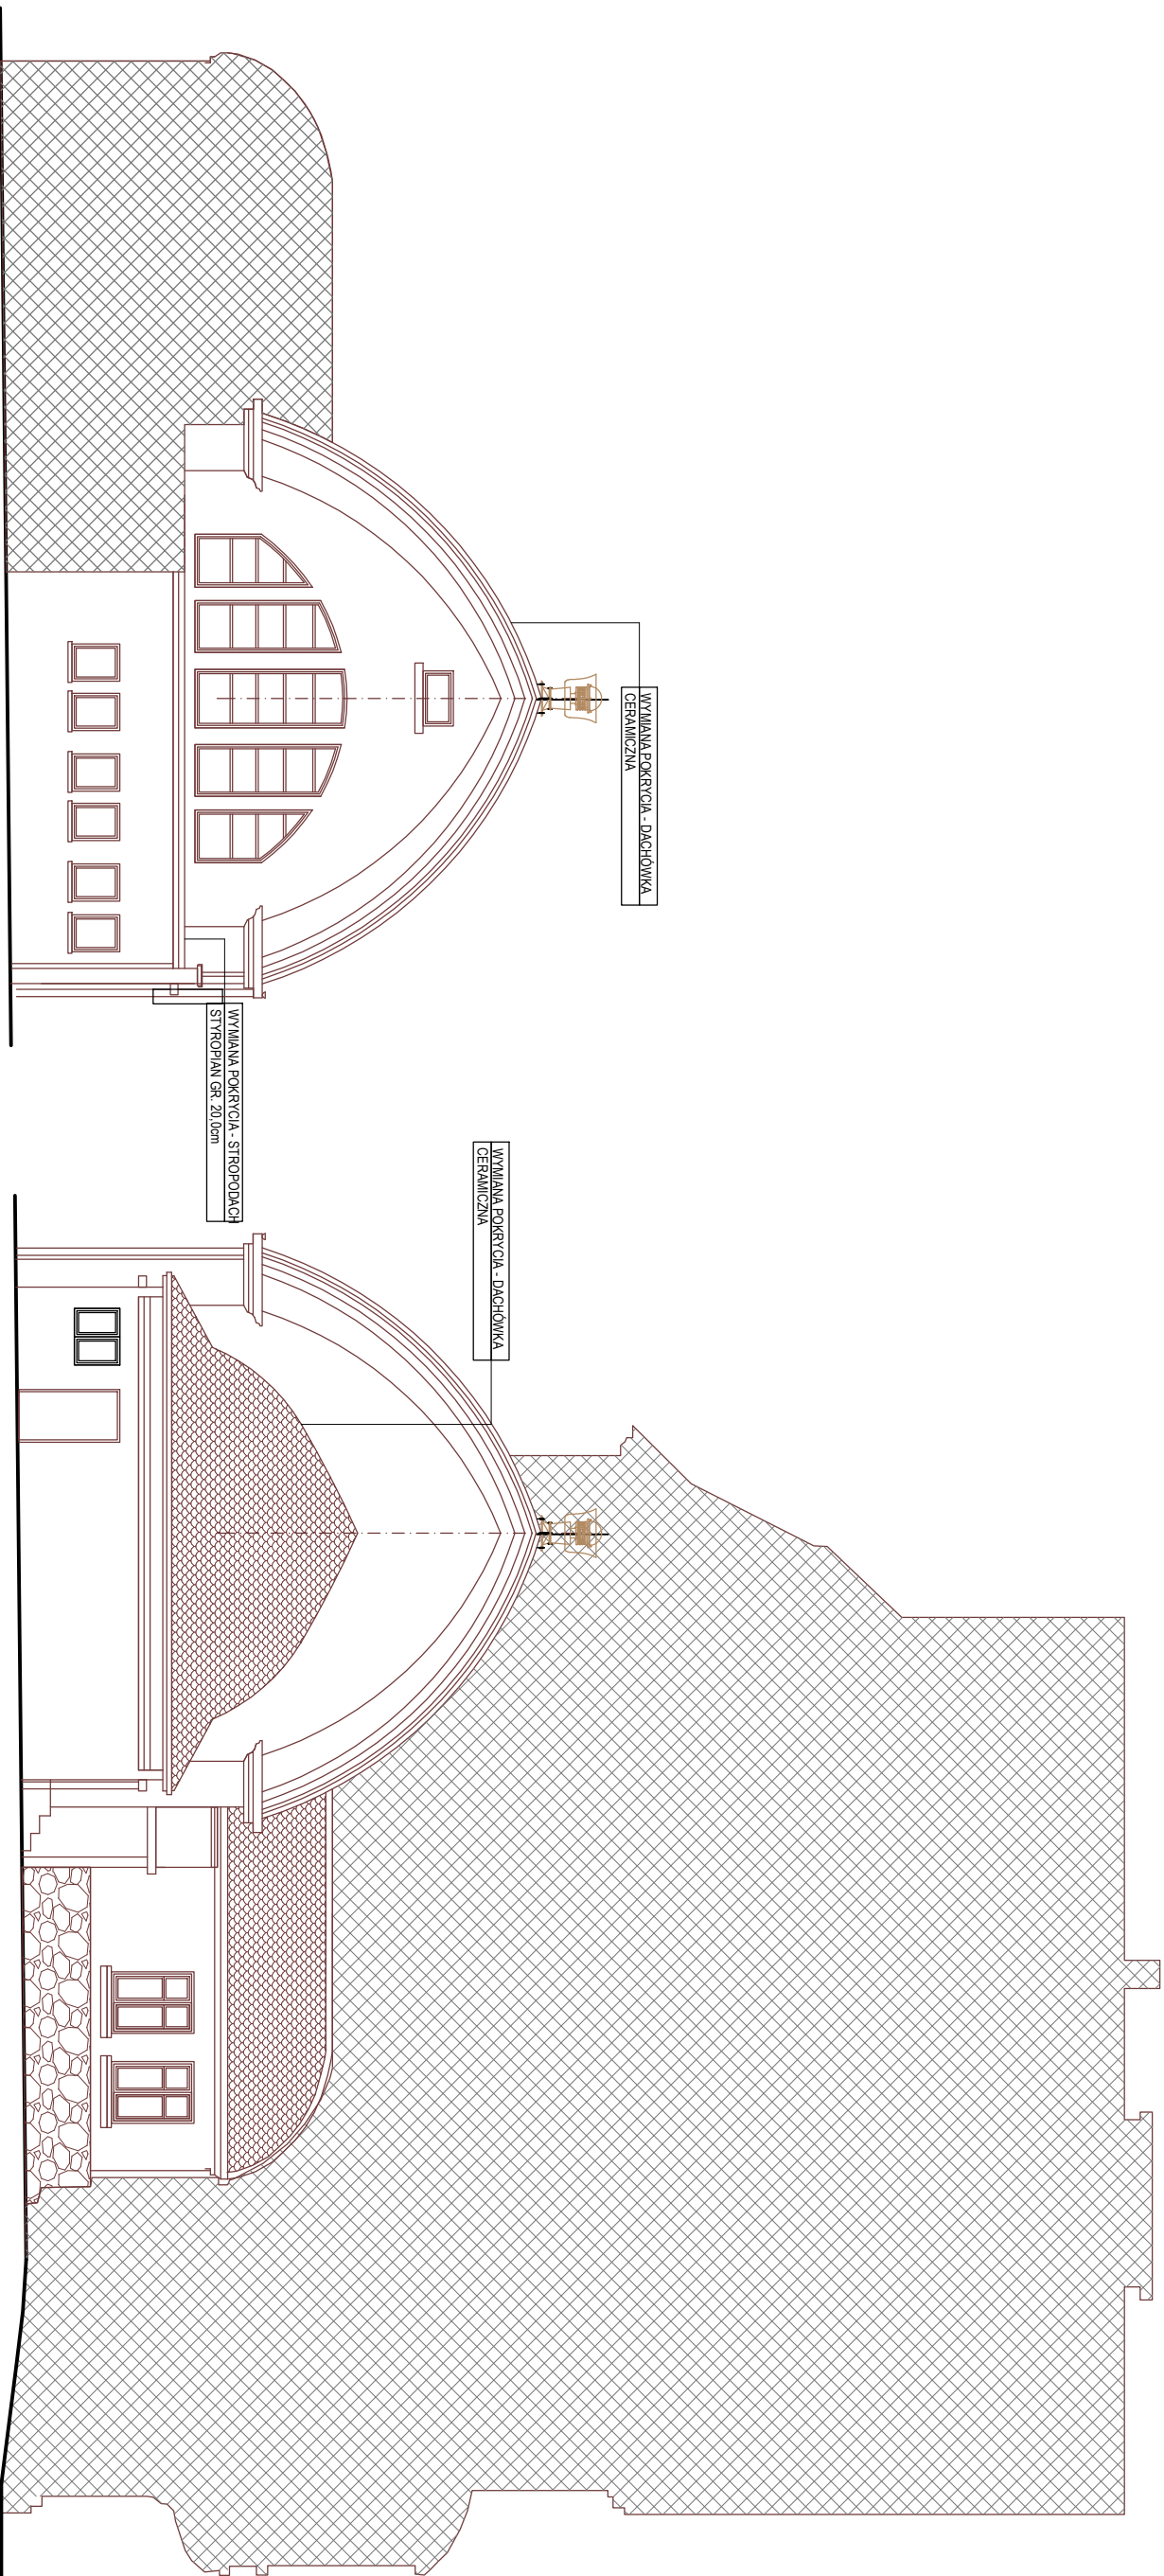 WYMIANA POKRYCIA - DACHÓWKA
CERAMICZNA
WYMIANA POKRYCIA - STROPODACH
STYROPIAN GR. 20,0cm
WYMIANA POKRYCIA - DACHÓWKA
CERAMICZNA